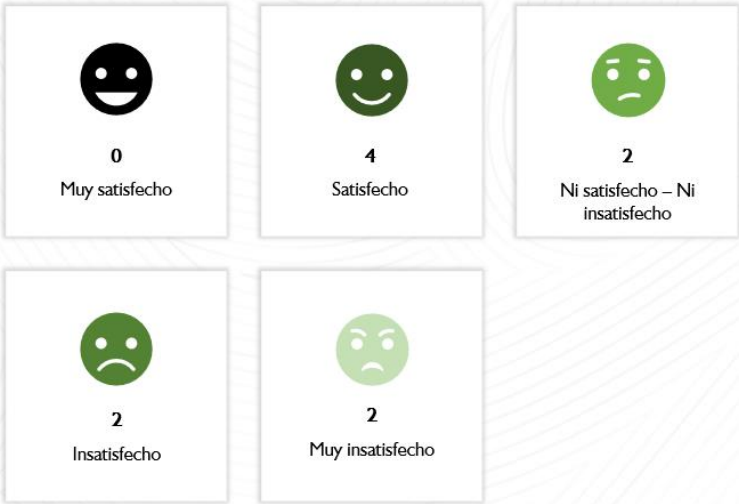 0
Muy satisfecho
4
Satisfecho
2
Ni satisfecho – Ni
insatisfecho
2
Insatisfecho
2
Muy insatisfecho